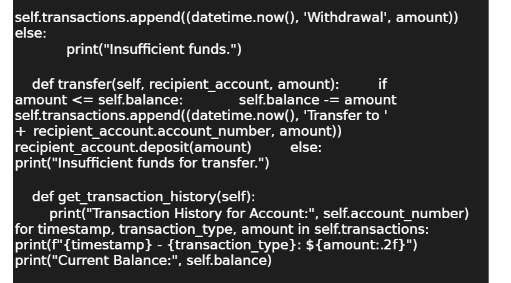 self.transactions.append((datetime.now(), 'Withdrawal', amount))
else:
print("Insufficient funds.")
def transfer(self, recipient_account, amount): if
amount <= self.balance: self.balance -= amount
self.transactions.append((datetime.now(), 'Transfer to '
+ recipient_account.account_number, amount))
recipient_account.deposit(amount) else:
print("Insufficient funds for transfer.")
def get_transaction_history(self):
print("Transaction History for Account:", self.account_number)
for timestamp, transaction_type, amount in self.transactions:
print(f"{timestamp} - {transaction_type}: ${amount:.2f}")
print("Current Balance:", self.balance)